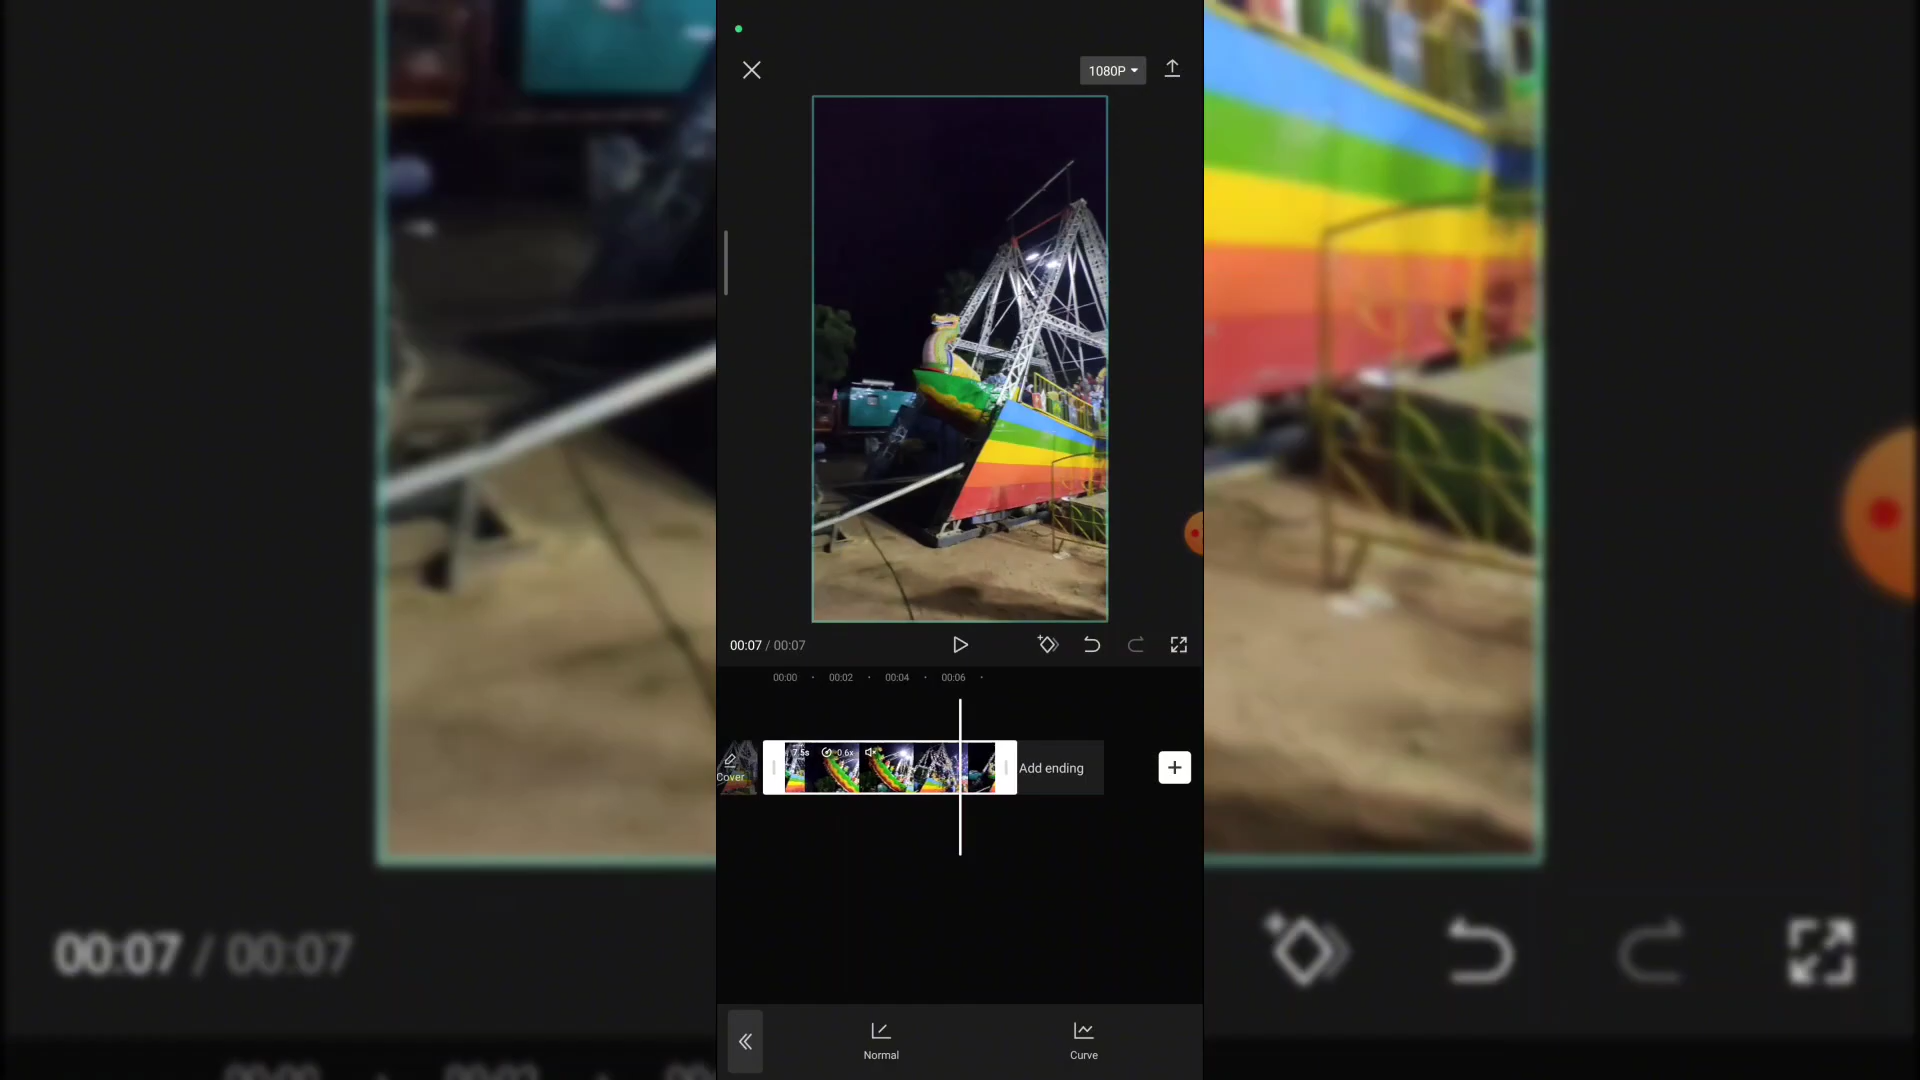 1080P
00:07 / 00:07
00:00 02 00:04 00:06
7.5s 0.6x
Cover
Add ending
Normal
Curve
00:07 / 00:07